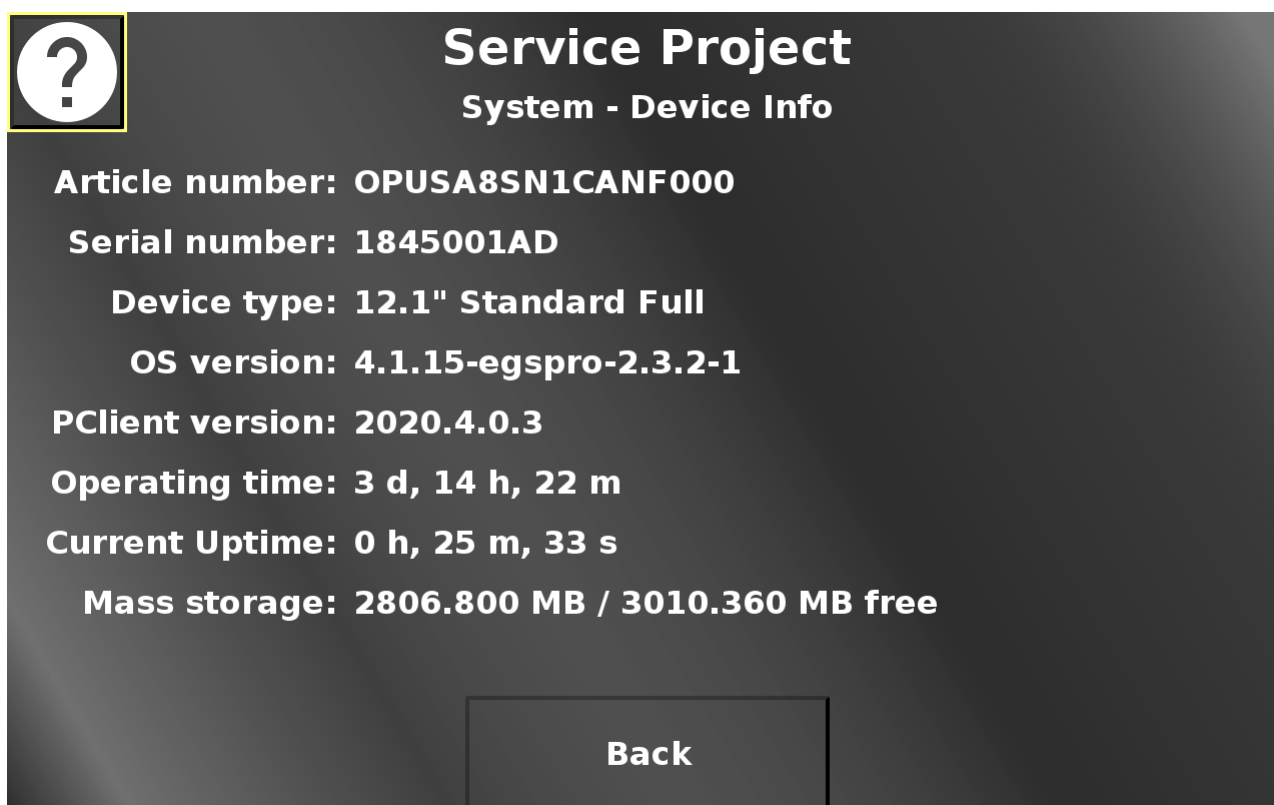 ?
Service Project
System - Device Info
Article number: OPUSA8SN1CANF000
Serial number: 1845001AD
Device type: 12.1" Standard Full
OS version: 4.1.15-egspro-2.3.2-1
PClient version: 2020.4.0.3
Operating time: 3 d, 14 h, 22 m
Current Uptime: 0 h, 25 m, 33 s
Mass storage: 2806.800 MB / 3010.360 MB free
Back